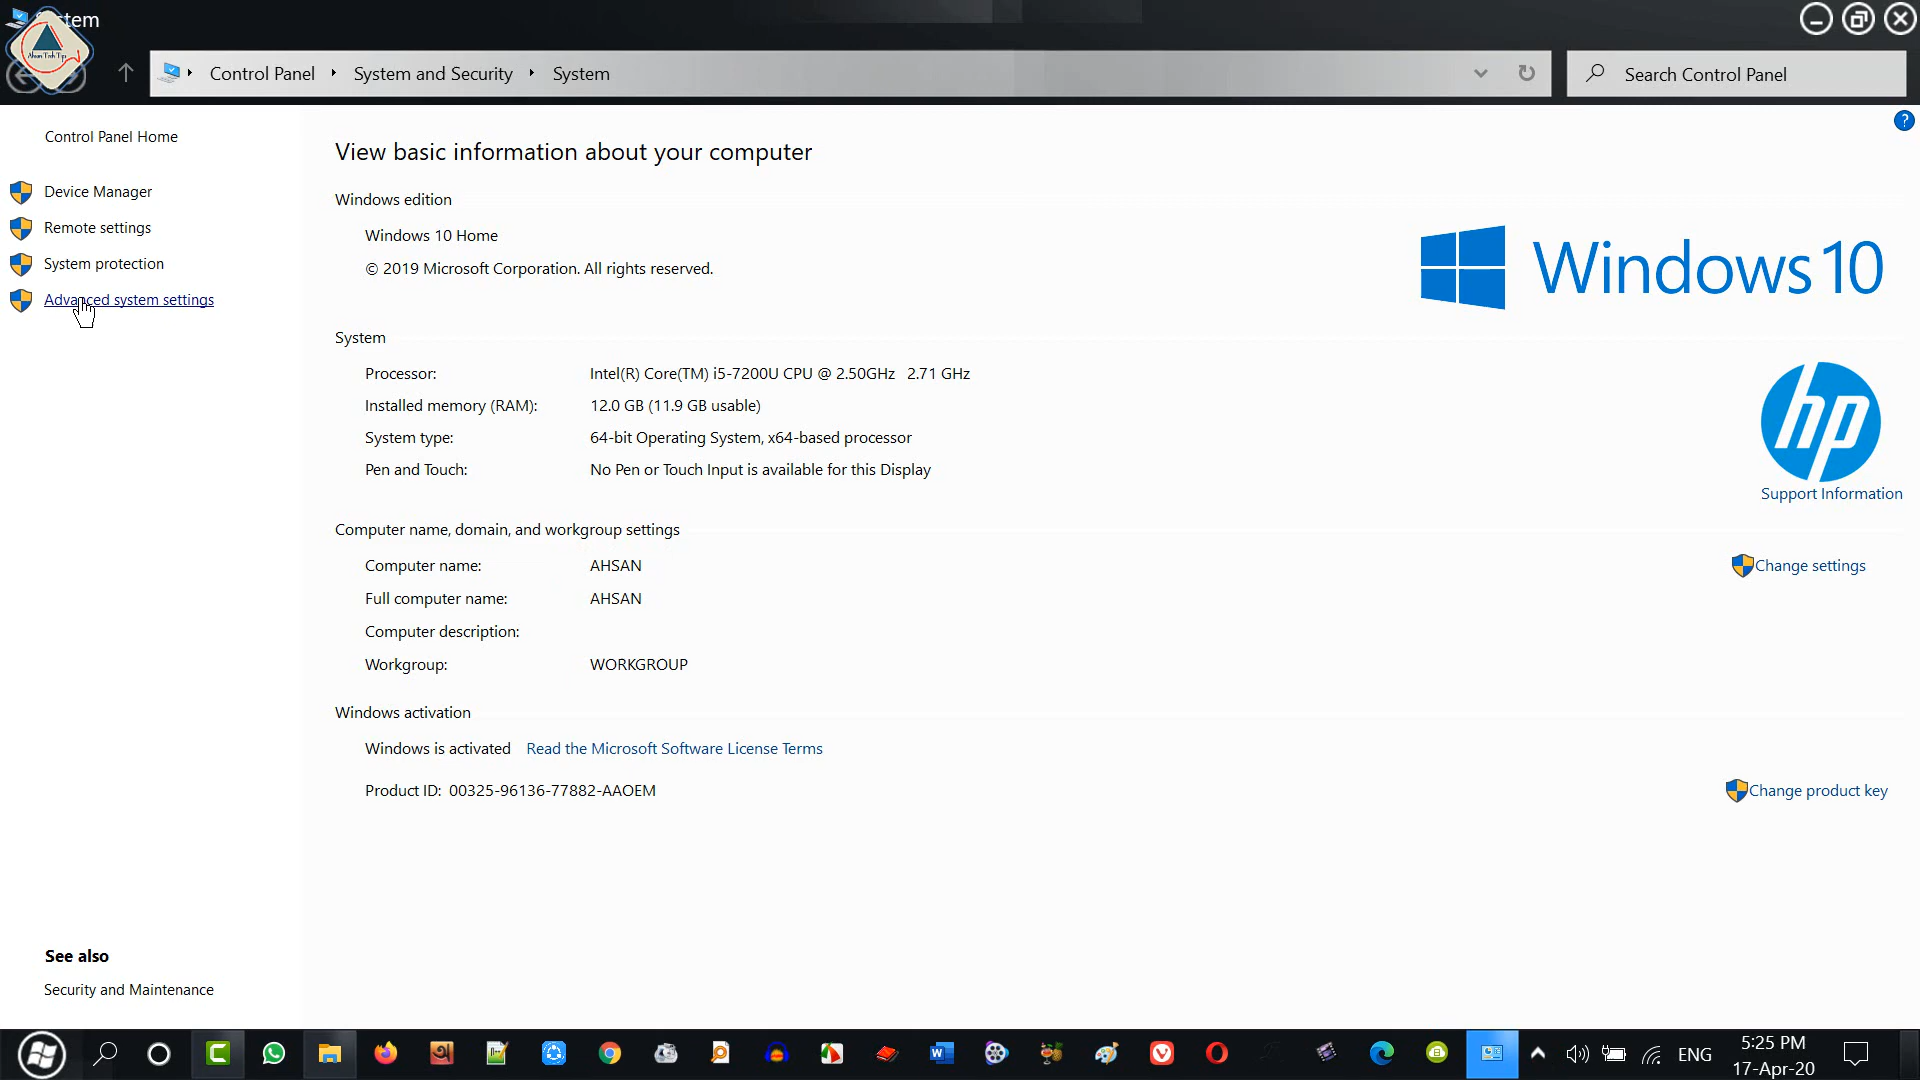 System
Ahsan Tech Tips
Control Panel
System and Security
System
Search Control Panel
?
Control Panel Home
Device Manager
Remote settings
System protection
Advanced system settings
View basic information about your computer
Windows edition
Windows 10 Home
© 2019 Microsoft Corporation. All rights reserved.
Windows 10
System
Processor: Intel(R) Core(TM) i5-7200U CPU @ 2.50GHz 2.71 GHz
Installed memory (RAM): 12.0 GB (11.9 GB usable)
System type: 64-bit Operating System, x64-based processor
Pen and Touch: No Pen or Touch Input is available for this Display
hp
Support Information
Computer name, domain, and workgroup settings
Computer name: AHSAN
Change settings
Full computer name: AHSAN
Computer description:
Workgroup: WORKGROUP
Windows activation
Windows is activated Read the Microsoft Software License Terms
Product ID: 00325-96136-77882-AAOEM
Change product key
See also
Security and Maintenance
ENG
5:25 PM
17-Apr-20